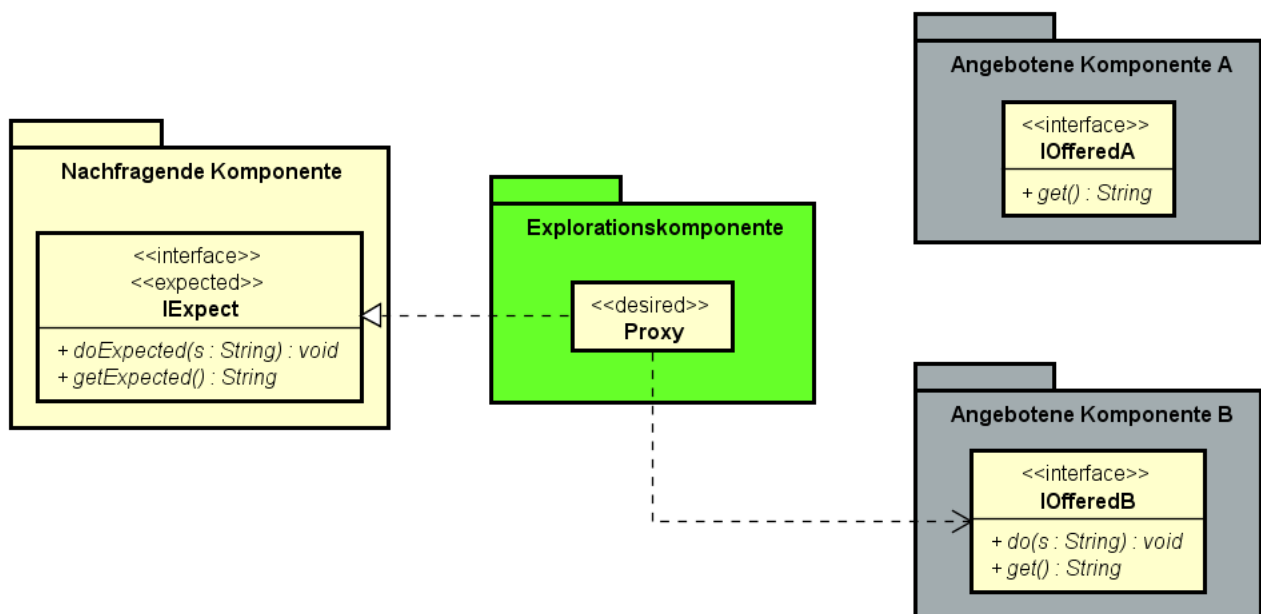 Nachfragende Komponente
<<interface>>
<<expected>>
IExpect
+ doExpected(s : String) : void
+ getExpected() : String
Explorationskomponente
<<desired>>
Proxy
Angebotene Komponente A
<<interface>>
IOfferedA
+ get() : String
Angebotene Komponente B
<<interface>>
IOfferedB
+ do(s : String) : void
+ get() : String